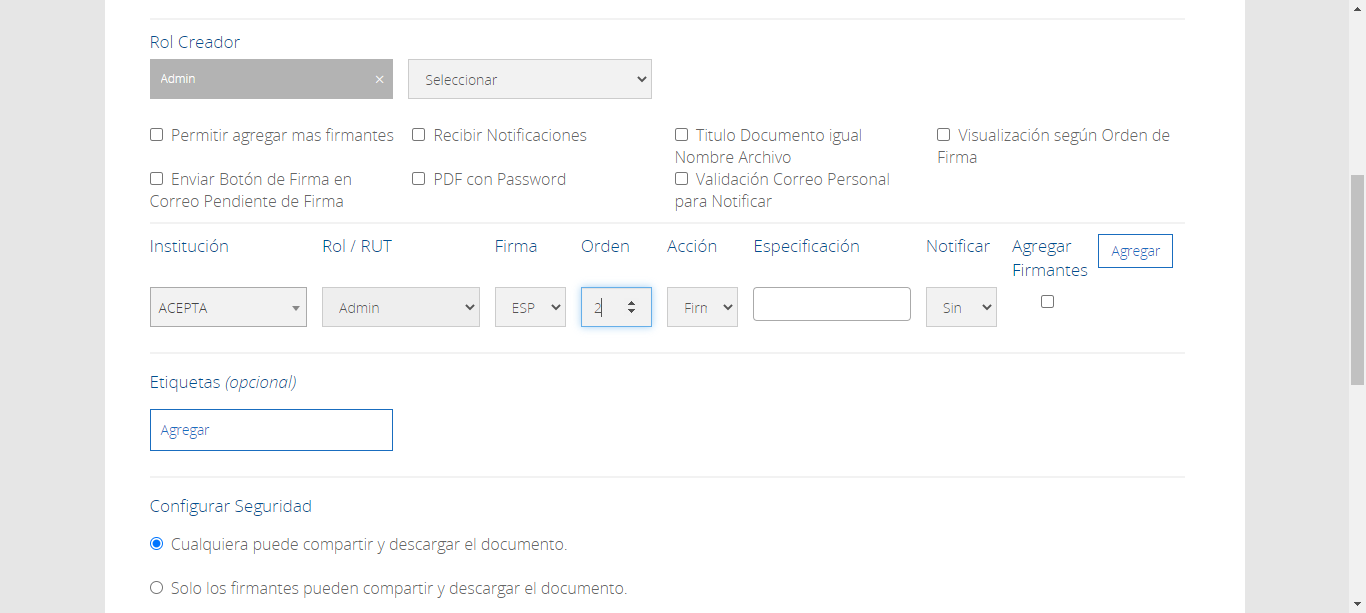 Rol Creador
Admin ×
Seleccionar
Permitir agregar mas firmantes
Recibir Notificaciones
Titulo Documento igual
Nombre Archivo
Visualización según Orden de
Firma
Enviar Botón de Firma en
Correo Pendiente de Firma
PDF con Password
Validación Correo Personal
para Notificar
Institución
Rol / RUT
Firma
Orden
Acción
Especificación
Notificar
Agregar
Firmantes
Agregar
ACEPTA
Admin
ESP
2
Firn
Sin
Etiquetas (opcional)
Agregar
Configurar Seguridad
Cualquiera puede compartir y descargar el documento.
Solo los firmantes pueden compartir y descargar el documento.